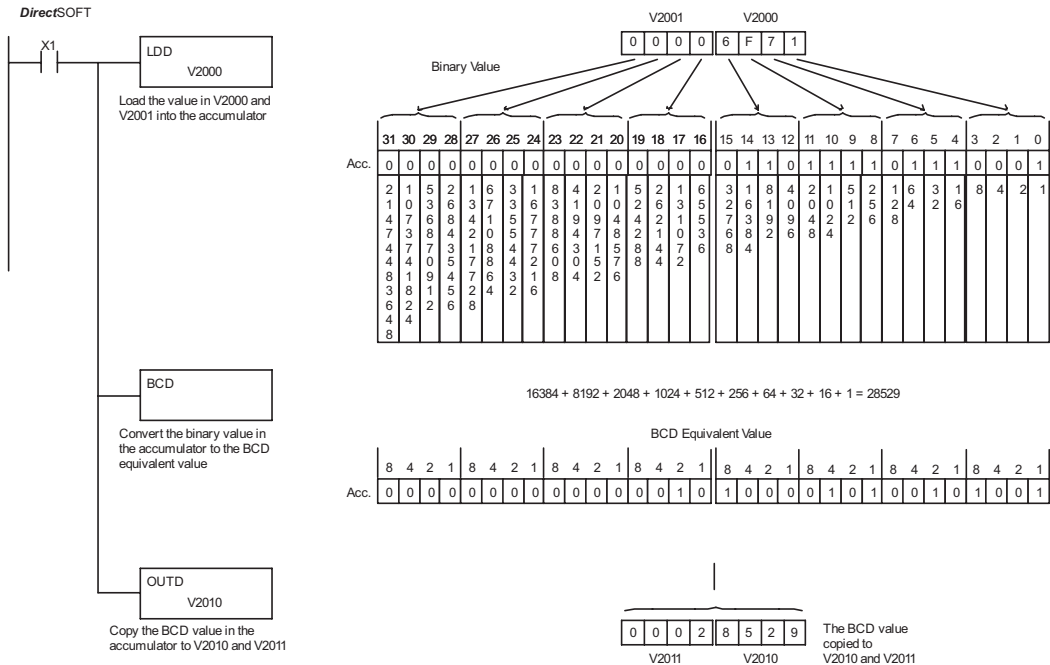 DirectSOFT
X1
LDD
V2000
Load the value in V2000 and
V2001 into the accumulator
BCD
Convert the binary value in
the accumulator to the BCD
equivalent value
OUTD
V2010
Copy the BCD value in the
accumulator to V2010 and V2011
V2001 V2000
0 0 0 0 6 F 7 1
Binary Value
31 30 29 28 27 26 25 24 23 22 21 20 19 18 17 16 15 14 13 12 11 10 9 8 7 6 5 4 3 2 1 0
Acc. 0 0 0 0 0 0 0 0 0 0 0 0 0 0 0 0 0 1 1 0 1 1 1 1 0 1 1 1 0 0 0 1
21474483648 1073741824 536870912 268435456 134217728 67108864 33554432 16777216 8388608 4194304 2097152 1048576 524288 262144 131072 65536 32768 16384 8192 4096 2048 1024 512 256 128 64 32 16 8 4 2 1
16384 + 8192 + 2048 + 1024 + 512 + 256 + 64 + 32 + 16 + 1 = 28529
BCD Equivalent Value
8 4 2 1 8 4 2 1 8 4 2 1 8 4 2 1 8 4 2 1 8 4 2 1 8 4 2 1 8 4 2 1
Acc. 0 0 0 0 0 0 0 0 0 0 0 0 0 0 1 0 1 0 0 0 0 1 0 1 0 0 1 0 1 0 0 1
0 0 0 2 8 5 2 9
V2011 V2010
The BCD value
copied to
V2010 and V2011